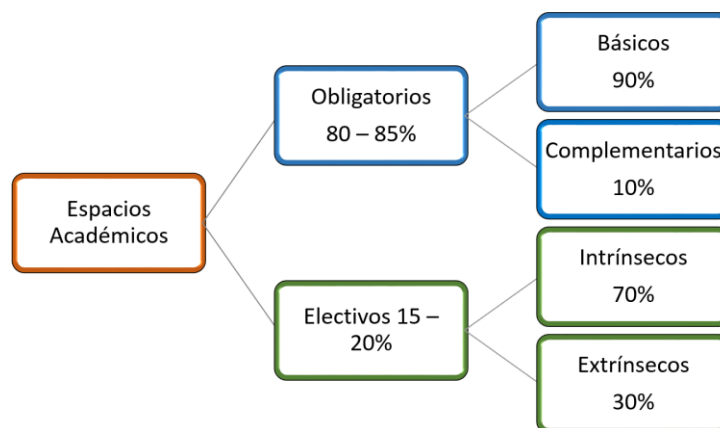 Espacios
Académicos
Obligatorios
80 – 85%
Básicos
90%
Complementarios
10%
Electivos 15 –
20%
Intrínsecos
70%
Extrínsecos
30%